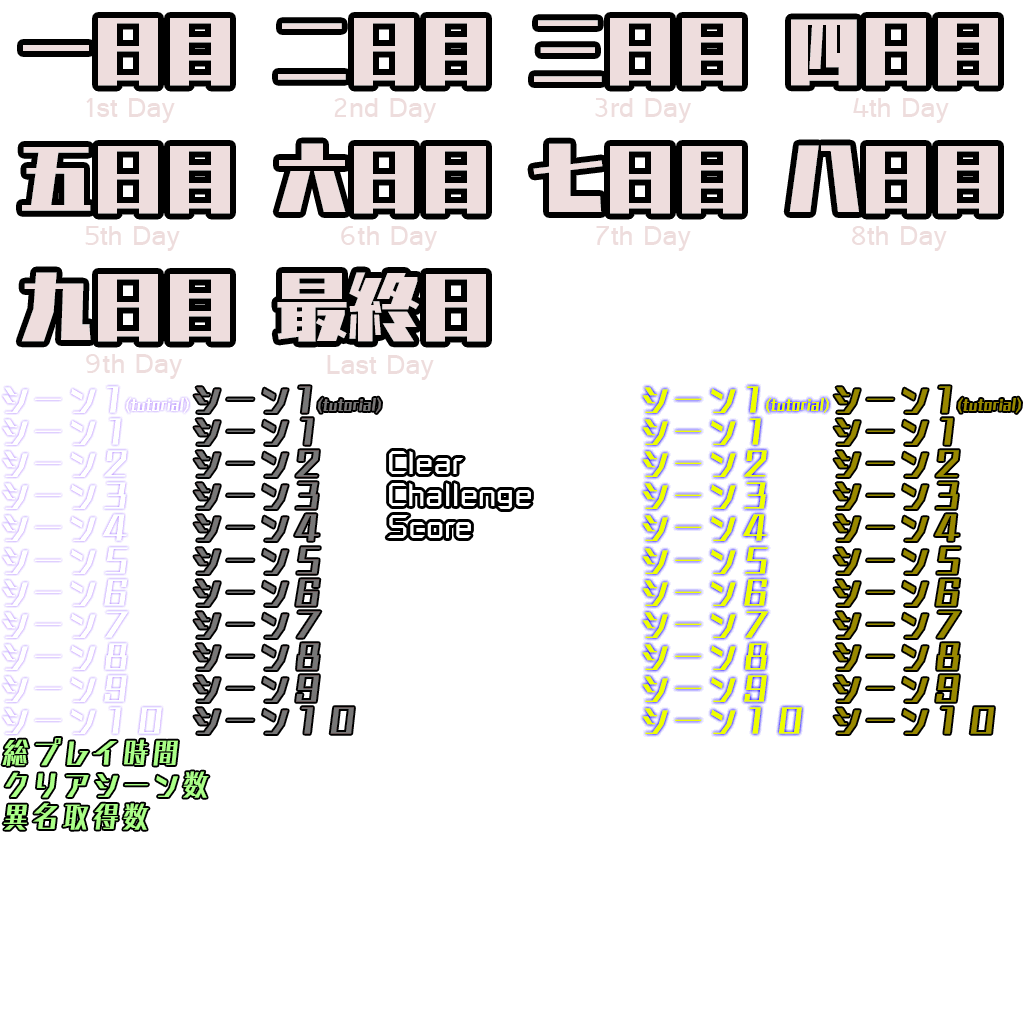 一日目 二日目 三日目 四日目
1st Day 2nd Day 3rd Day 4th Day
五日目 六日目 七日目 八日目
5th Day 6th Day 7th Day 8th Day
九日目 最終日
9th Day Last Day
シーン1(tutorial) シーン1(tutorial) シーン1(tutorial) シーン1(tutorial)
シーン1 シーン1 シーン1 シーン1
シーン2 シーン2 Clear シーン2 シーン2
シーン3 シーン3 Challenge シーン3 シーン3
シーン4 シーン4 Score シーン4 シーン4
シーン5 シーン5 シーン5 シーン5
シーン6 シーン6 シーン6 シーン6
シーン7 シーン7 シーン7 シーン7
シーン8 シーン8 シーン8 シーン8
シーン9 シーン9 シーン9 シーン9
シーン10 シーン10 シーン10 シーン10
総プレイ時間
クリアシーン数
異名取得数